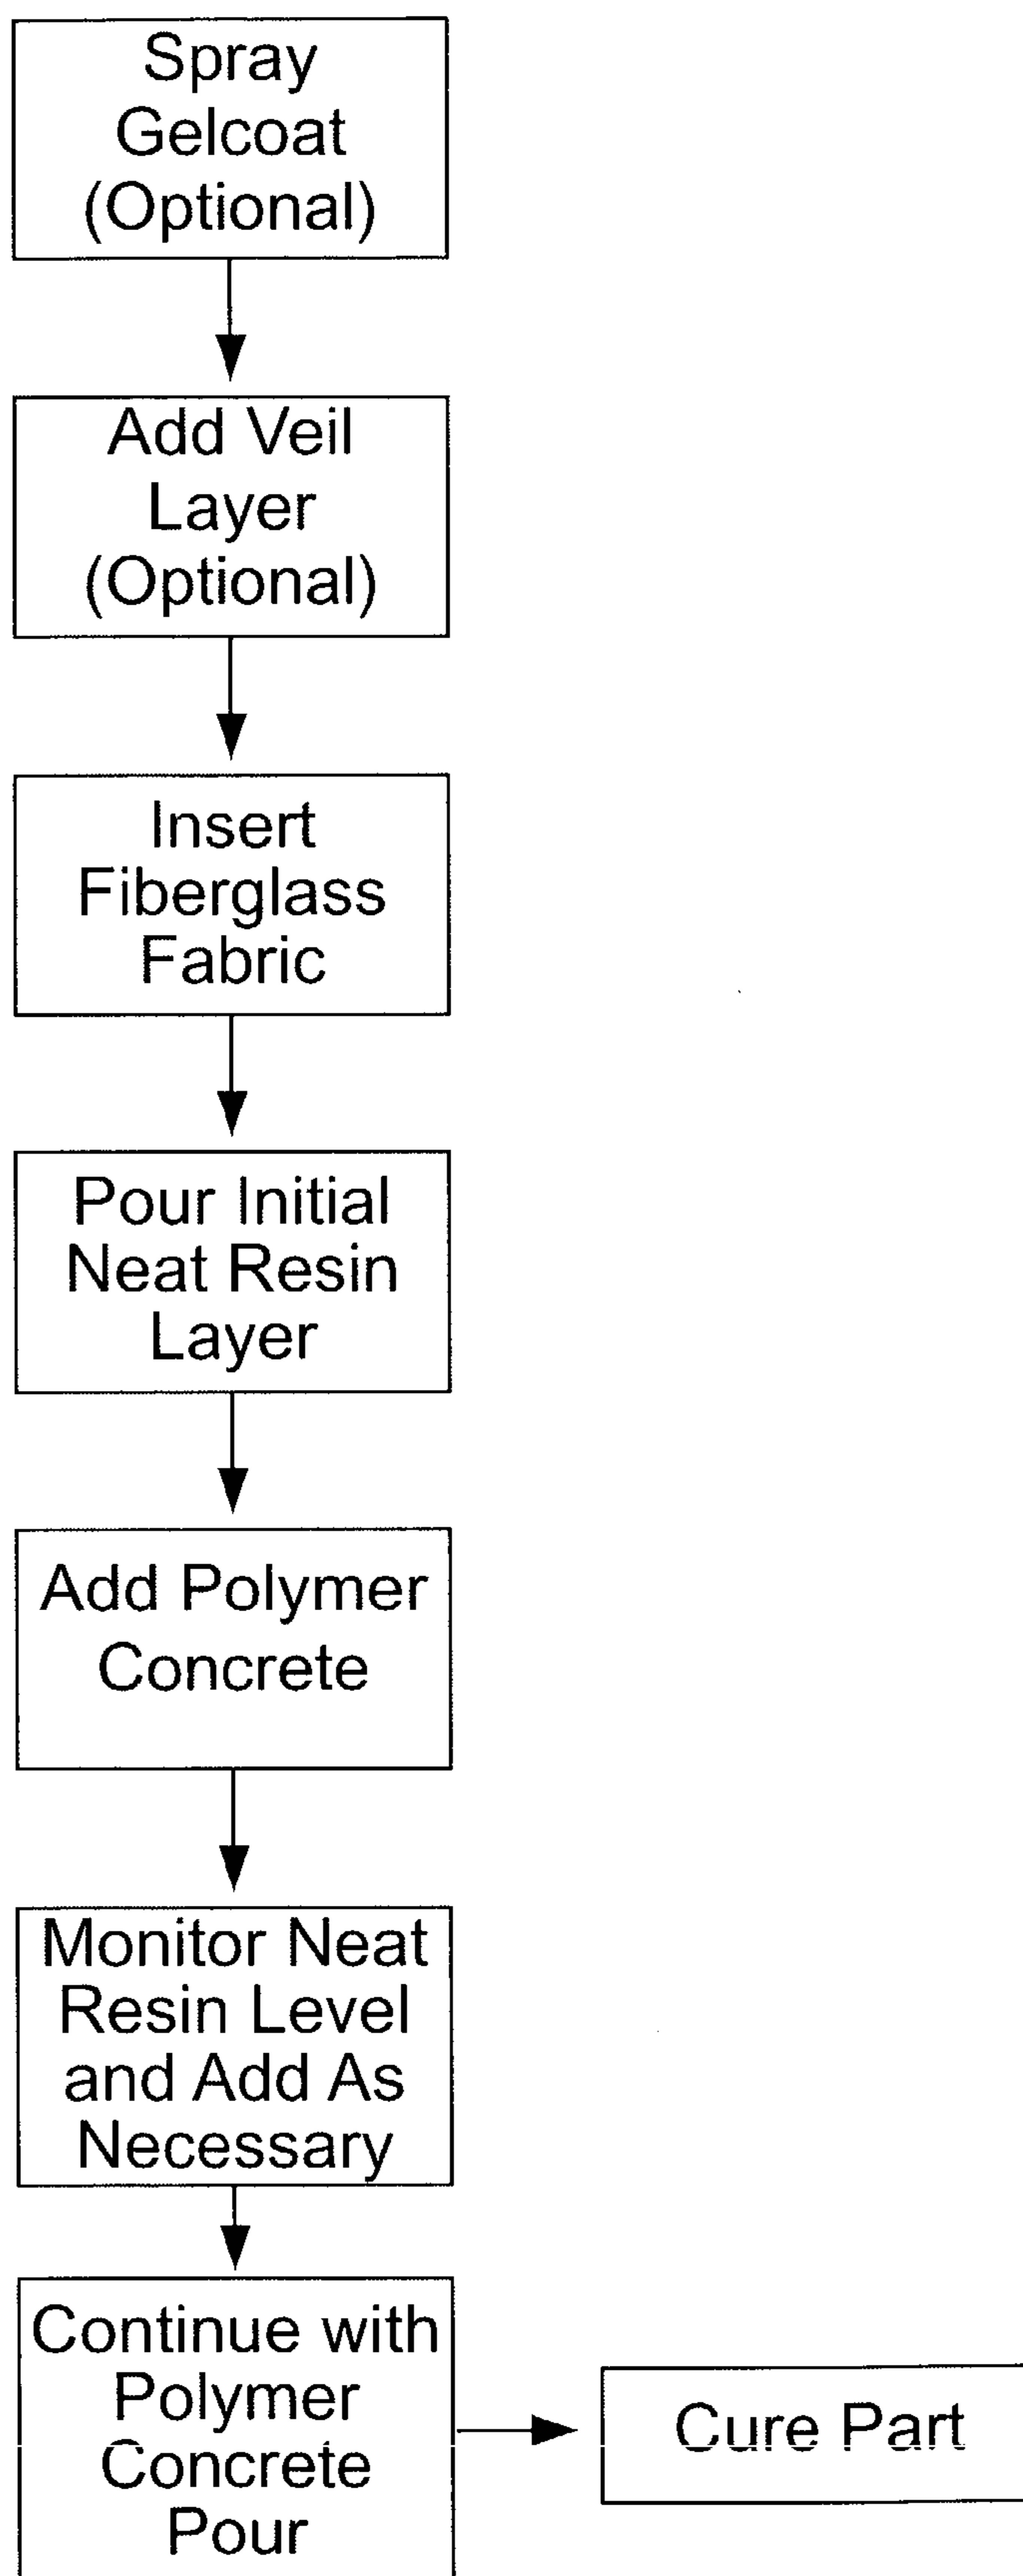 Spray
Gelcoat
(Optional)
Add Veil
Layer
(Optional)
Insert
Fiberglass
Fabric
Pour Initial
Neat Resin
Layer
Add Polymer
Concrete
Monitor Neat
Resin Level
and Add As
Necessary
Continue with
Polymer
Concrete
Pour
Cure Part